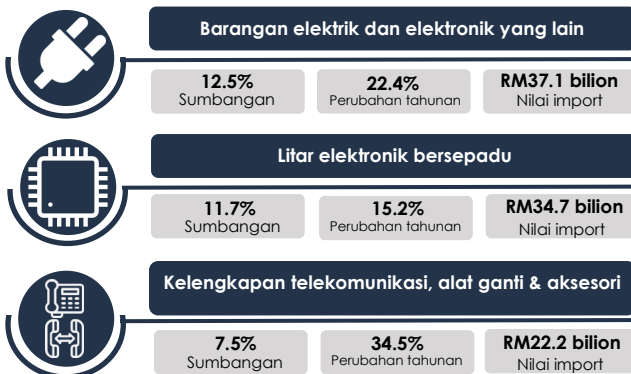 Barangan elektrik dan elektronik yang lain
12.5%
Sumbangan
22.4%
Perubahan tahunan
RM37.1 bilion
Nilai import
Litar elektronik bersepadu
11.7%
Sumbangan
15.2%
Perubahan tahunan
RM34.7 bilion
Nilai import
Kelengkapan telekomunikasi, alat ganti & aksesori
7.5%
Sumbangan
34.5%
Perubahan tahunan
RM22.2 bilion
Nilai import